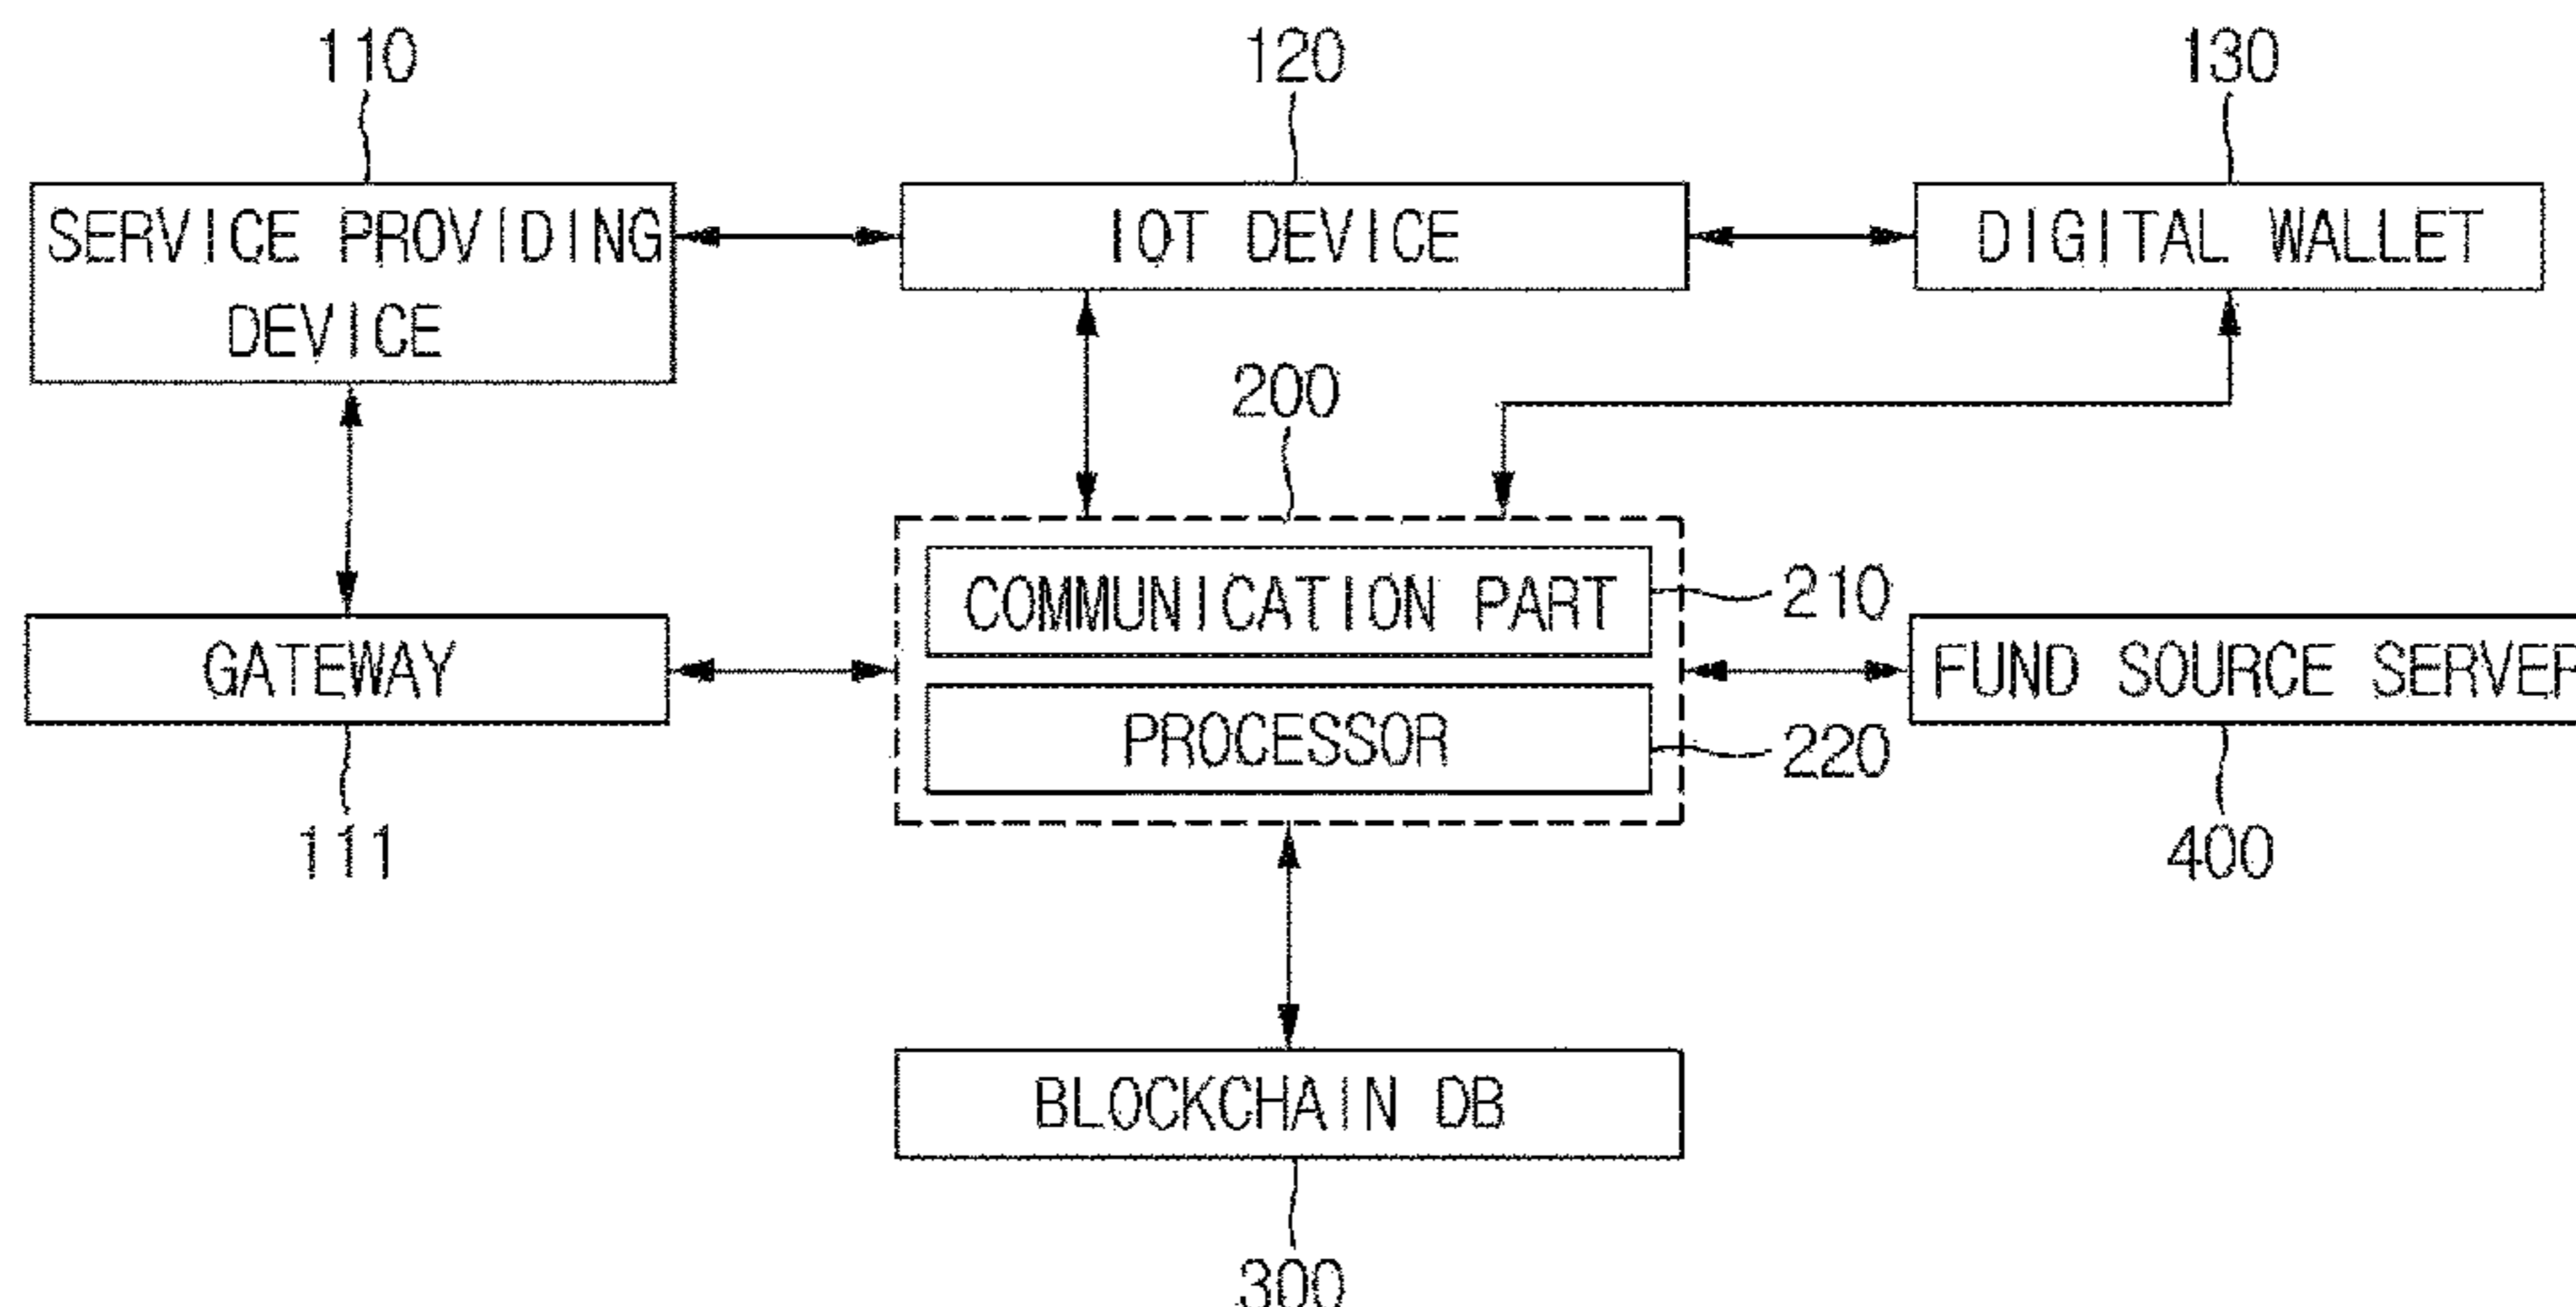 110
120
130
SERVICE PROVIDING
DEVICE
IOT DEVICE
DIGITAL WALLET
200
COMMUNICATION PART
210
GATEWAY
FUND SOURCE SERVER
PROCESSOR
220
111
400
BLOCKCHAIN DB
300